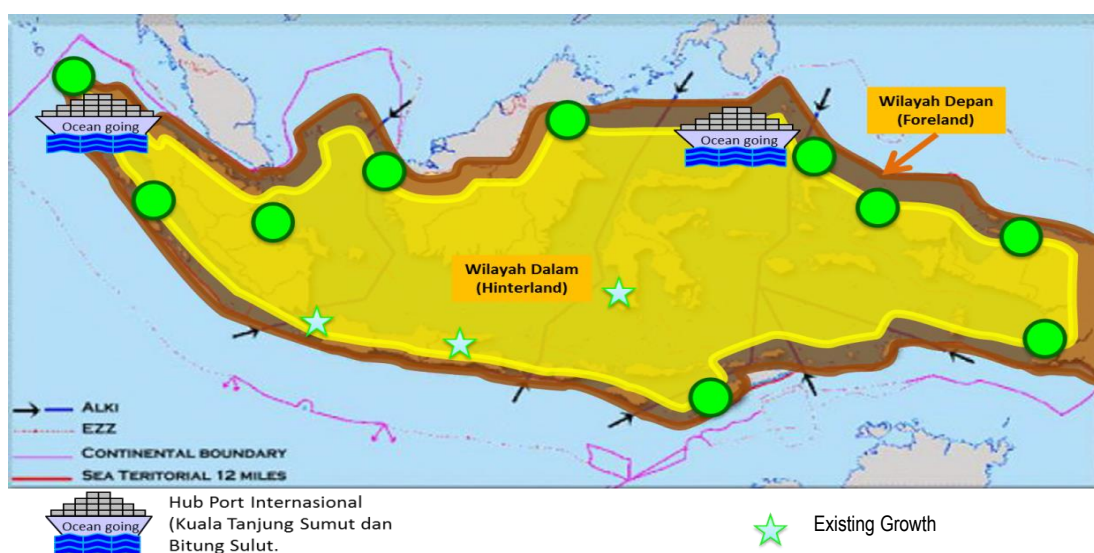 Ocean going
Ocean going
Wilayah Depan
(Foreland)
Wilayah Dalam
(Hinterland)
ALKI
EZZ
CONTINENTAL BOUNDARY
SEA TERITORIAL 12 MILES
Ocean going
Hub Port Internasional
(Kuala Tanjung Sumut dan
Bitung Sulut.
Existing Growth